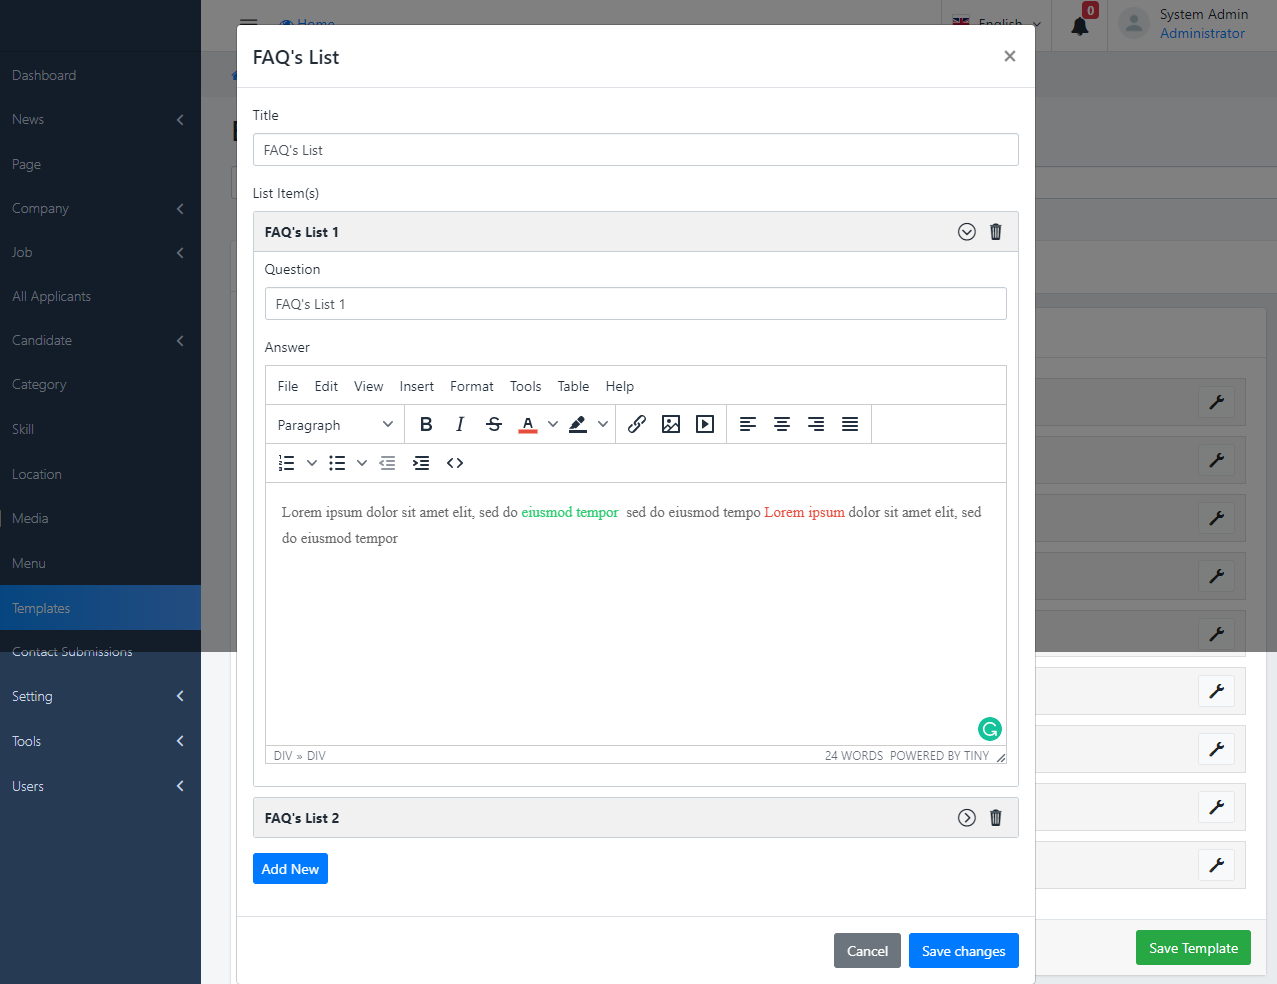 Home
English
0
System Admin
Administrator
Dashboard
News
Page
Company
Job
All Applicants
Candidate
Category
Skill
Location
Media
Menu
Templates
Contact Submissions
Setting
Tools
Users
FAQ's List
×
Title
FAQ's List
List Item(s)
FAQ's List 1
Question
FAQ's List 1
Answer
File Edit View Insert Format Tools Table Help
Paragraph B I S A
Lorem ipsum dolor sit amet elit, sed do eiusmod tempor sed do eiusmod tempo Lorem ipsum dolor sit amet elit, sed
do eiusmod tempor
DIV » DIV 24 WORDS POWERED BY TINY
FAQ's List 2
Add New
Cancel Save changes
Save Template